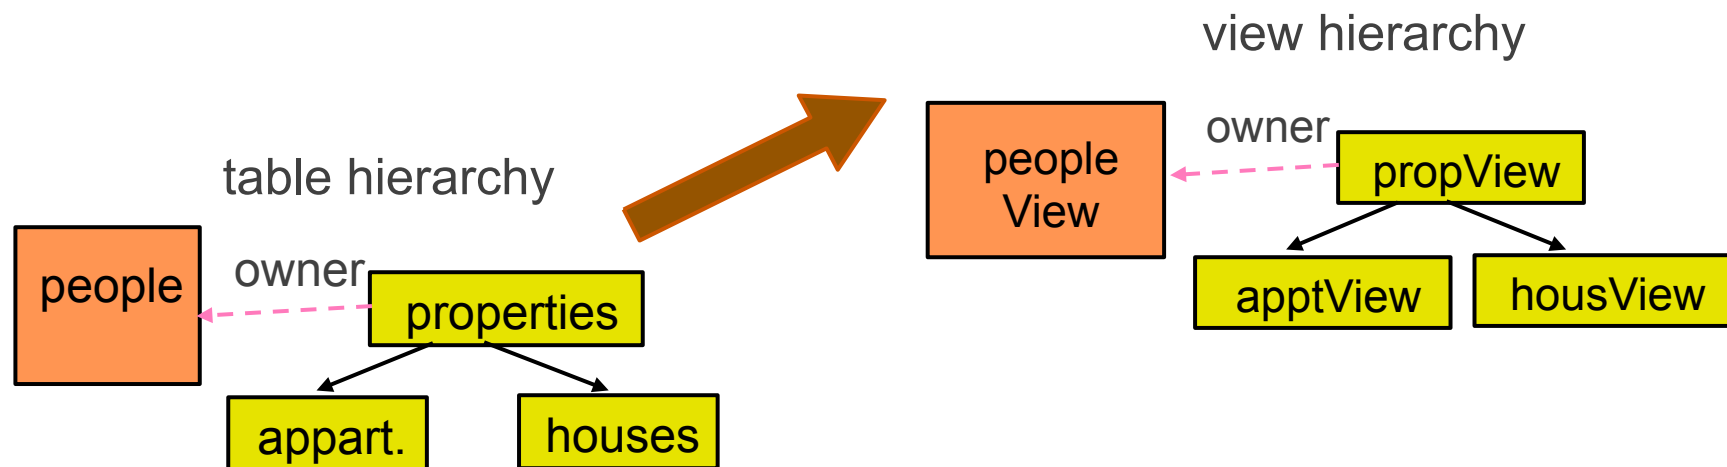 table hierarchy
people
owner
properties
appart.
houses
view hierarchy
people
View
owner
propView
apptView
housView